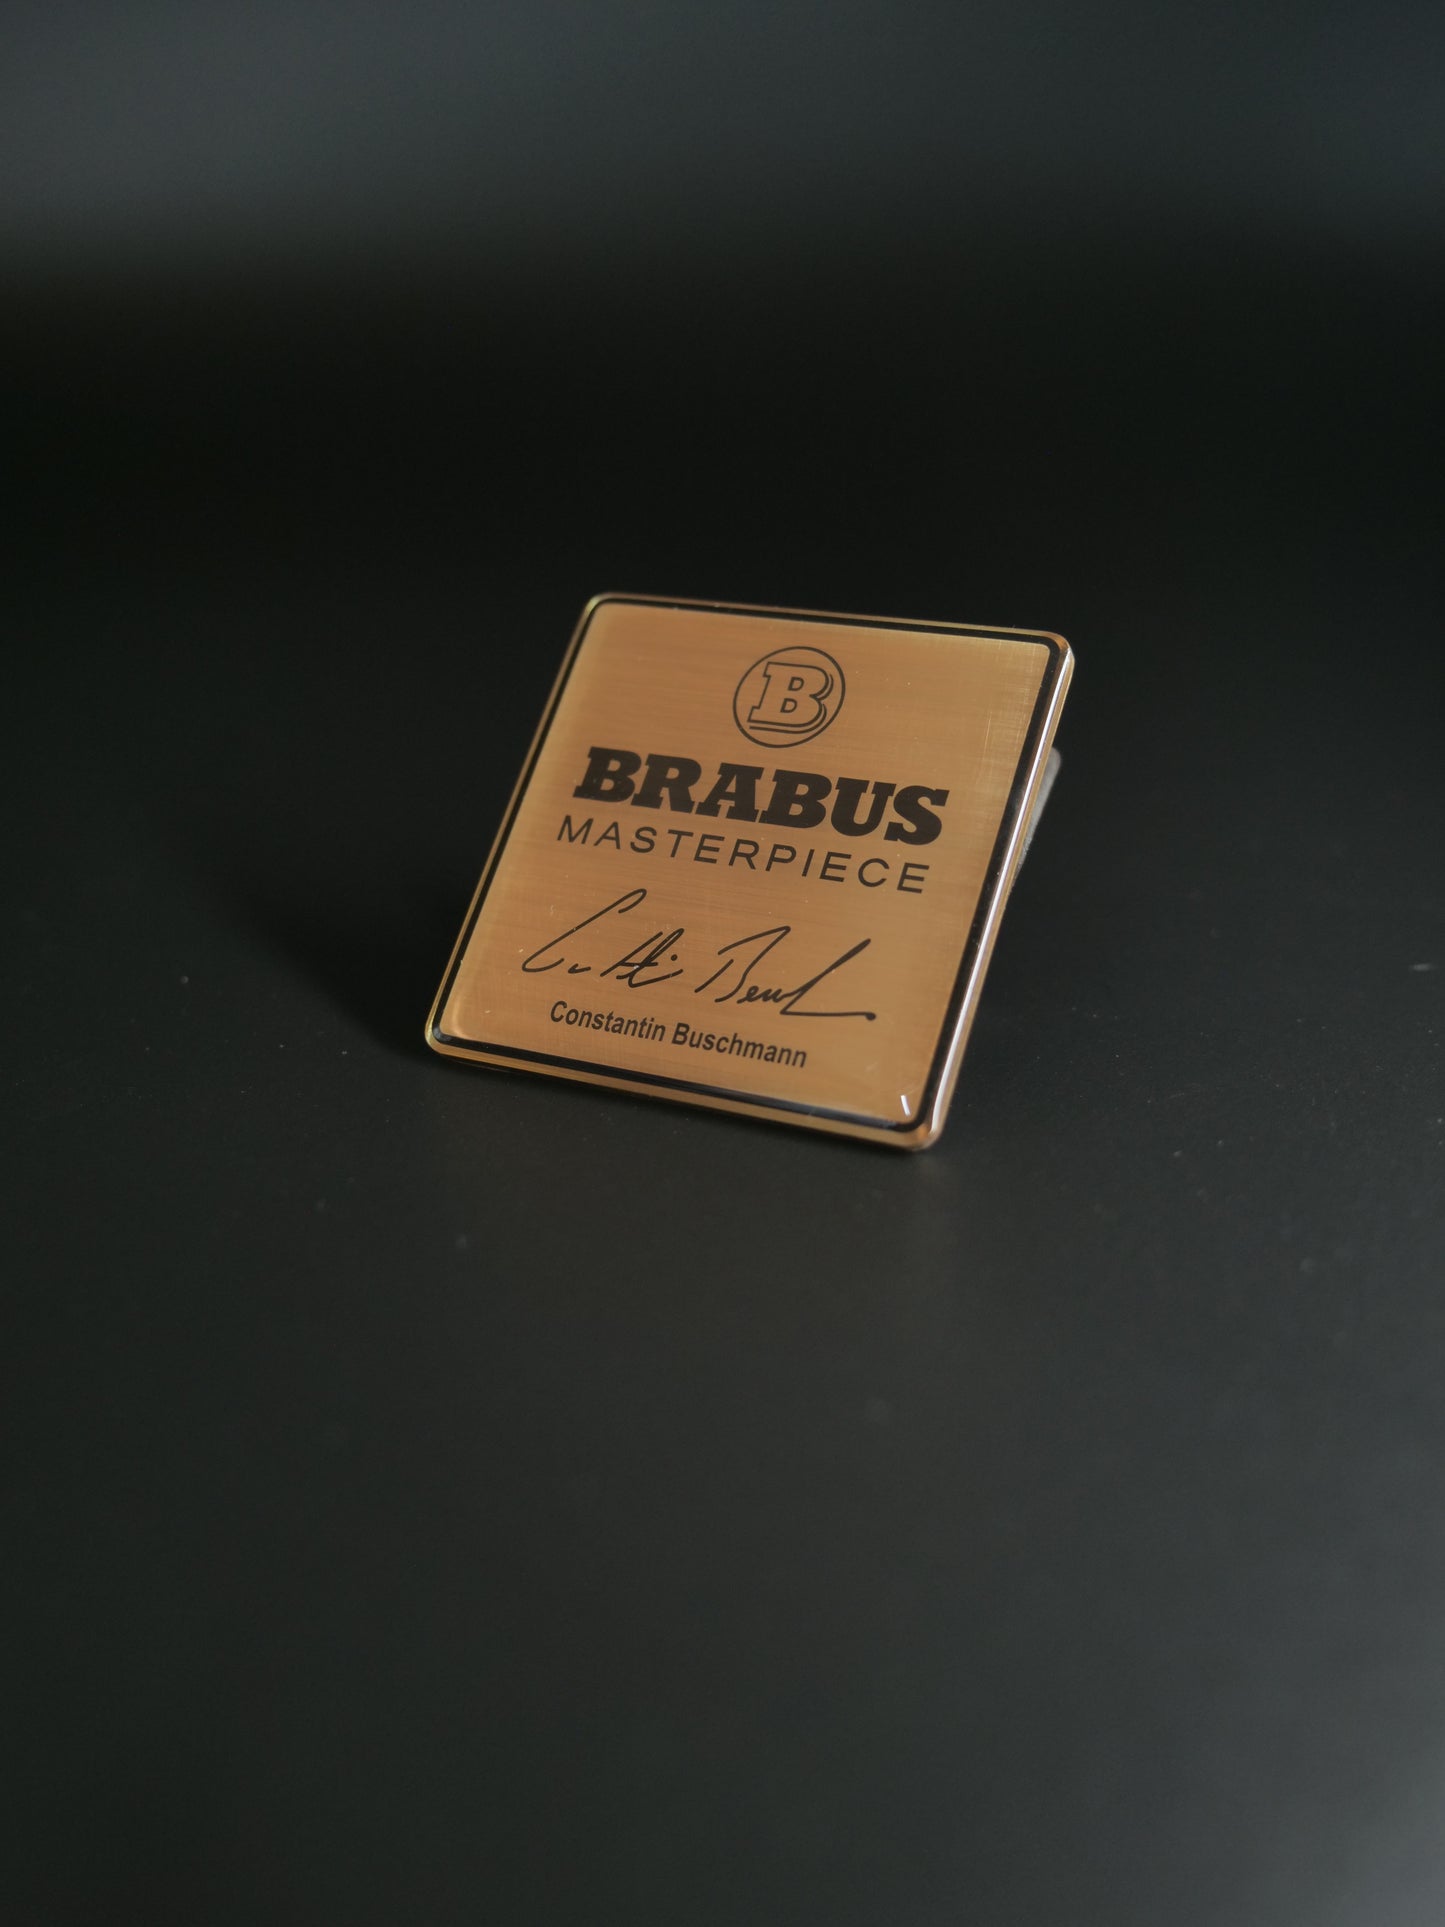 B
BRABUS
MASTERPIECE
Constantin Buschmann